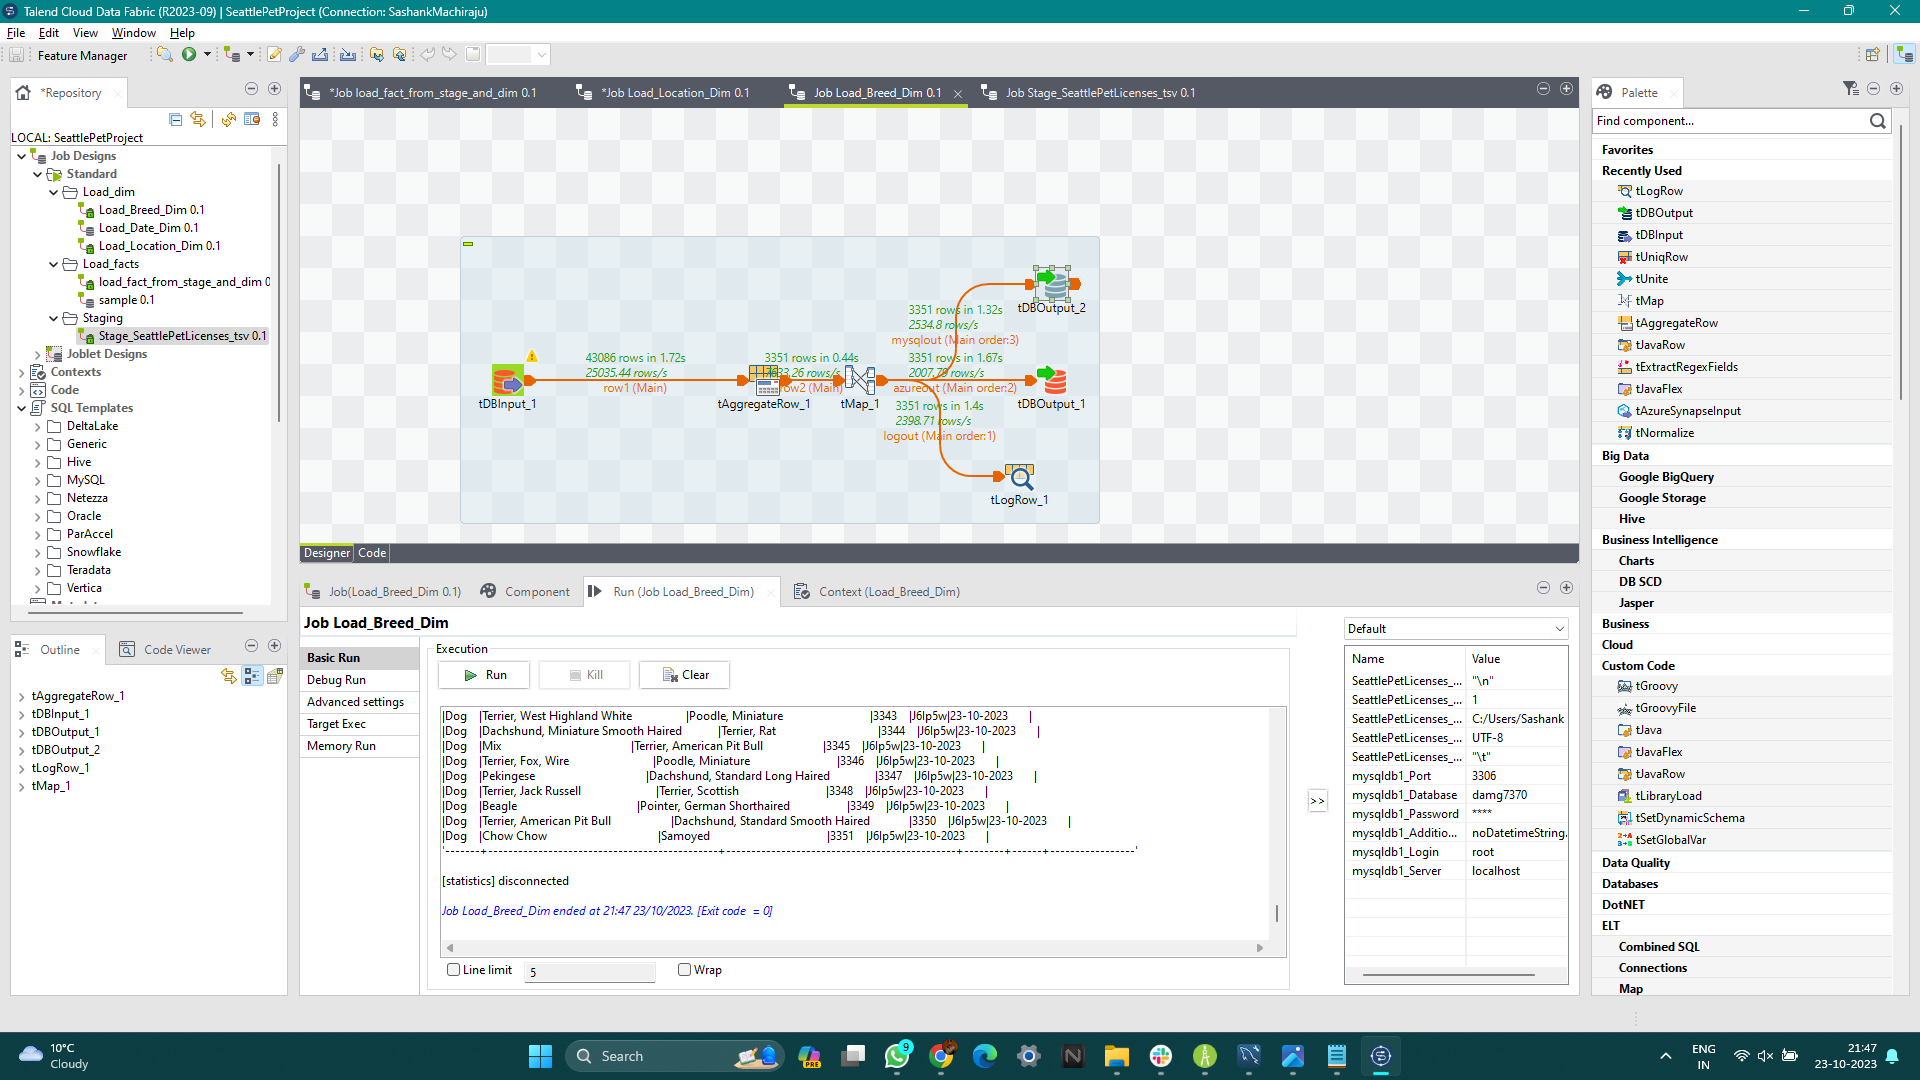 Talend Cloud Data Fabric (R2023-09) | SeattlePetProject (Connection: SashankMachiraju)
File Edit View Window Help
Feature Manager
*Repository
LOCAL: SeattlePetProject
Job Designs
Standard
Load_dim
Load_Breed_Dim 0.1
Load_Date_Dim 0.1
Load_Location_Dim 0.1
Load_facts
load_fact_from_stage_and_dim 0
sample 0.1
Staging
Stage_SeattlePetLicenses_tsv 0.1
Joblet Designs
Contexts
Code
SQL Templates
DeltaLake
Generic
Hive
MySQL
Netezza
Oracle
ParAccel
Snowflake
Teradata
Vertica
Outline
Code Viewer
tAggregateRow_1
tDBInput_1
tDBOutput_1
tDBOutput_2
tLogRow_1
tMap_1
*Job load_fact_from_stage_and_dim 0.1
*Job Load_Location_Dim 0.1
Job Load_Breed_Dim 0.1
Job Stage_SeattlePetLicenses_tsv 0.1
3351 rows in 1.32s
2534.8 rows/s
mysqlout (Main order:3)
tDBOutput_2
43086 rows in 1.72s
25035.44 rows/s
row1 (Main)
3351 rows in 0.44s
row2 (Main)
3351 rows in 1.67s
2007.79 rows/s
azureout (Main order:2)
tDBInput_1
tAggregateRow_1
tMap_1
tDBOutput_1
3351 rows in 1.4s
2398.71 rows/s
logout (Main order:1)
tLogRow_1
Designer Code
Job(Load_Breed_Dim 0.1)
Component
Run (Job Load_Breed_Dim)
Context (Load_Breed_Dim)
Job Load_Breed_Dim
Basic Run
Debug Run
Advanced settings
Target Exec
Memory Run
Execution
Run
Kill
Clear
|Dog |Terrier, West Highland White |Poodle, Miniature |3343 |J6lp5w|23-10-2023 |
|Dog |Dachshund, Miniature Smooth Haired |Terrier, Rat |3344 |J6lp5w|23-10-2023 |
|Dog |Mix |Terrier, American Pit Bull |3345 |J6lp5w|23-10-2023 |
|Dog |Terrier, Fox, Wire |Poodle, Miniature |3346 |J6lp5w|23-10-2023 |
|Dog |Pekingese |Dachshund, Standard Long Haired |3347 |J6lp5w|23-10-2023 |
|Dog |Terrier, Jack Russell |Terrier, Scottish |3348 |J6lp5w|23-10-2023 |
|Dog |Beagle |Pointer, German Shorthaired |3349 |J6lp5w|23-10-2023 |
|Dog |Terrier, American Pit Bull |Dachshund, Standard Smooth Haired |3350 |J6lp5w|23-10-2023 |
|Dog |Chow Chow |Samoyed |3351 |J6lp5w|23-10-2023 |
[statistics] disconnected
Job Load_Breed_Dim ended at 21:47 23/10/2023. [Exit code = 0]
Line limit
5
Wrap
>>
Default
Name Value
SeattlePetLicenses_... "\n"
SeattlePetLicenses_... 1
SeattlePetLicenses_... C:/Users/Sashank
SeattlePetLicenses_... UTF-8
SeattlePetLicenses_... "\t"
mysqldb1_Port 3306
mysqldb1_Database damg7370
mysqldb1_Password ****
mysqldb1_Additio... noDatetimeString.
mysqldb1_Login root
mysqldb1_Server localhost
Palette
Find component...
Favorites
Recently Used
tLogRow
tDBOutput
tDBInput
tUniqRow
tUnite
tMap
tAggregateRow
tJavaRow
tExtractRegexFields
tJavaFlex
tAzureSynapseInput
tNormalize
Big Data
Google BigQuery
Google Storage
Hive
Business Intelligence
Charts
DB SCD
Jasper
Business
Cloud
Custom Code
tGroovy
tGroovyFile
tJava
tJavaFlex
tJavaRow
tLibraryLoad
tSetDynamicSchema
tSetGlobalVar
Data Quality
Databases
DotNET
ELT
Combined SQL
Connections
Map
10°C
Cloudy
Search
PRE
9
ENG
IN
21:47
23-10-2023